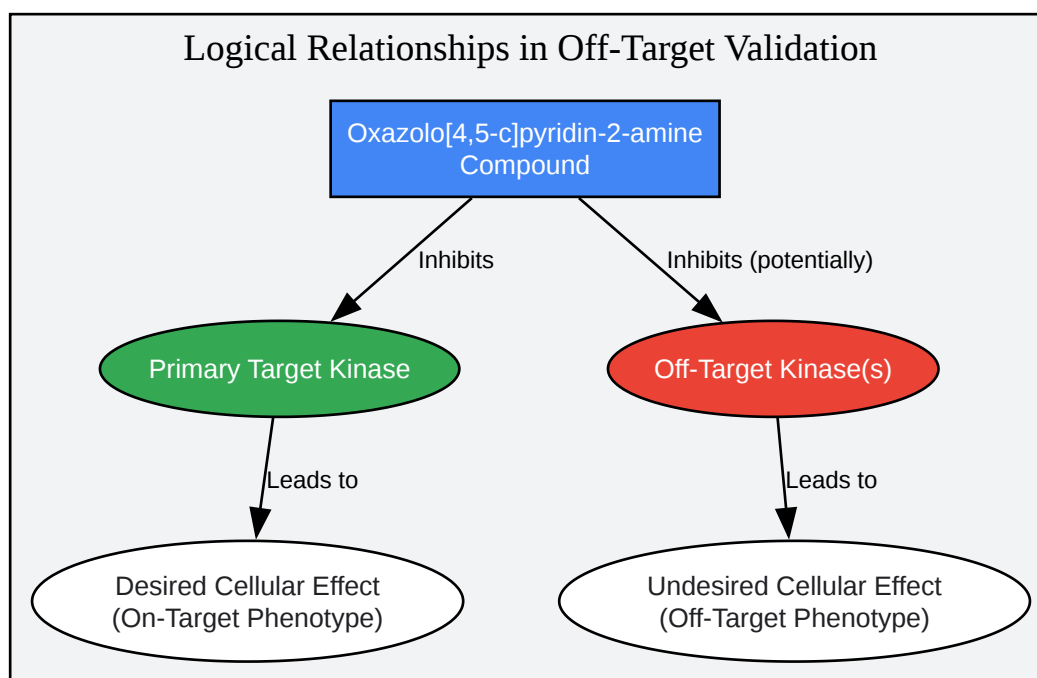 Logical Relationships in Off-Target Validation
Oxazolo[4,5-c]pyridin-2-amine
Compound
Inhibits
Inhibits (potentially)
Primary Target Kinase
Off-Target Kinase(s)
Leads to
Leads to
Desired Cellular Effect
(On-Target Phenotype)
Undesired Cellular Effect
(Off-Target Phenotype)